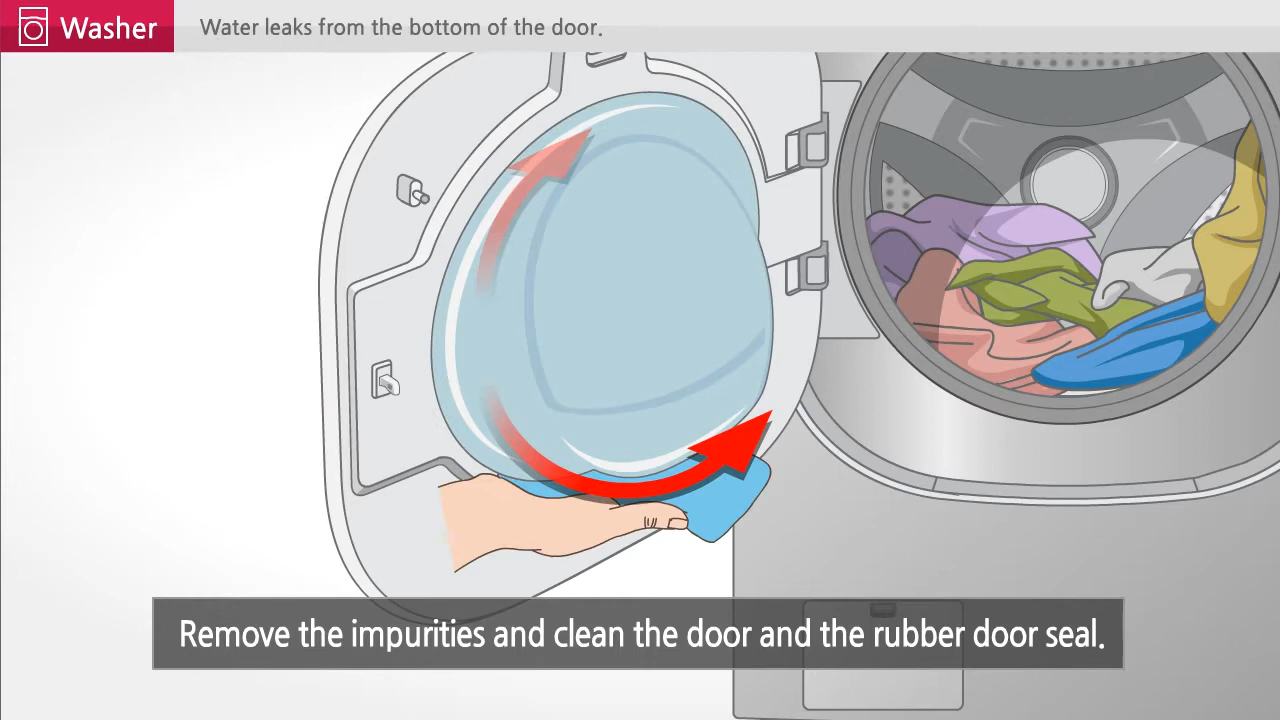 Washer
Water leaks from the bottom of the door.
Remove the impurities and clean the door and the rubber door seal.